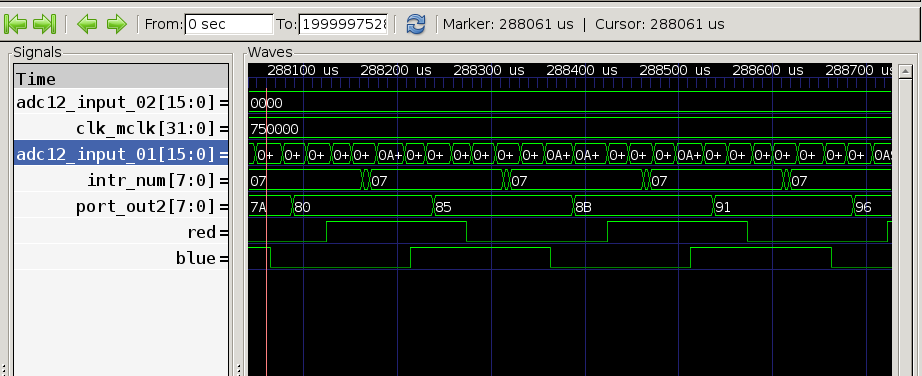 From: 0 sec To: 1999997528 Marker: 288061 us | Cursor: 288061 us
Signals Waves
Time 288100 us 288200 us 288300 us 288400 us 288500 us 288600 us 288700 us
adc12_input_02[15:0]= 0000
clk_mclk[31:0]= 750000
adc12_input_01[15:0]= 0+ 0+ 0+ 0+ 0+ 0A+ 0+ 0+ 0+ 0+ 0+ 0A+ 0A+ 0+ 0+ 0+ 0A+ 0+ 0+ 0+ 0+ 0+ 0+ 0+ 0A
intr_num[7:0]= 07 07 07 07 07
port_out2[7:0]= 7A 80 85 8B 91 96
red=
blue=